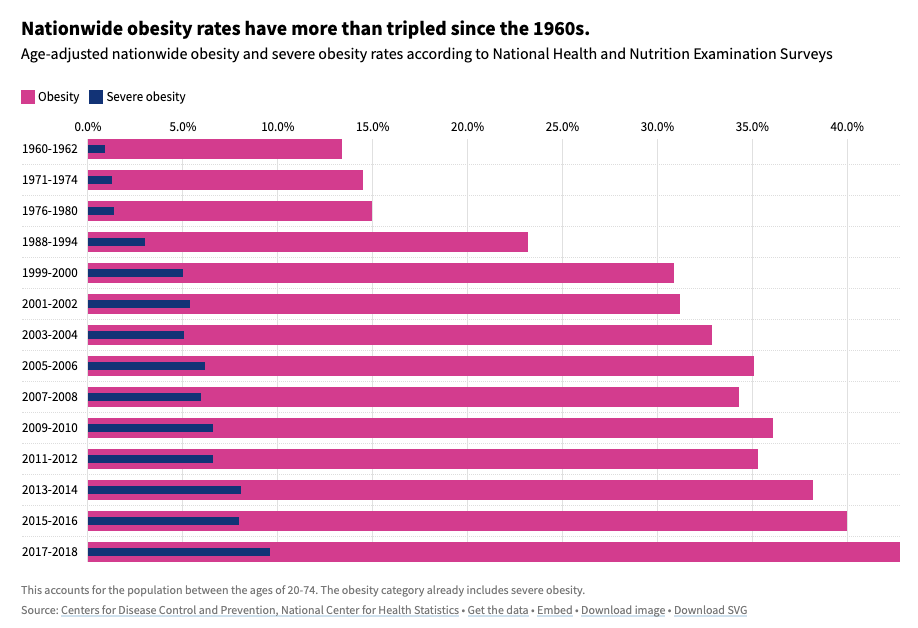 Nationwide obesity rates have more than tripled since the 1960s.
Age-adjusted nationwide obesity and severe obesity rates according to National Health and Nutrition Examination Surveys
Obesity Severe obesity
0.0% 5.0% 10.0% 15.0% 20.0% 25.0% 30.0% 35.0% 40.0%
1960-1962
1971-1974
1976-1980
1988-1994
1999-2000
2001-2002
2003-2004
2005-2006
2007-2008
2009-2010
2011-2012
2013-2014
2015-2016
2017-2018
This accounts for the population between the ages of 20-74. The obesity category already includes severe obesity.
Source: Centers for Disease Control and Prevention, National Center for Health Statistics • Get the data • Embed • Download image • Download SVG